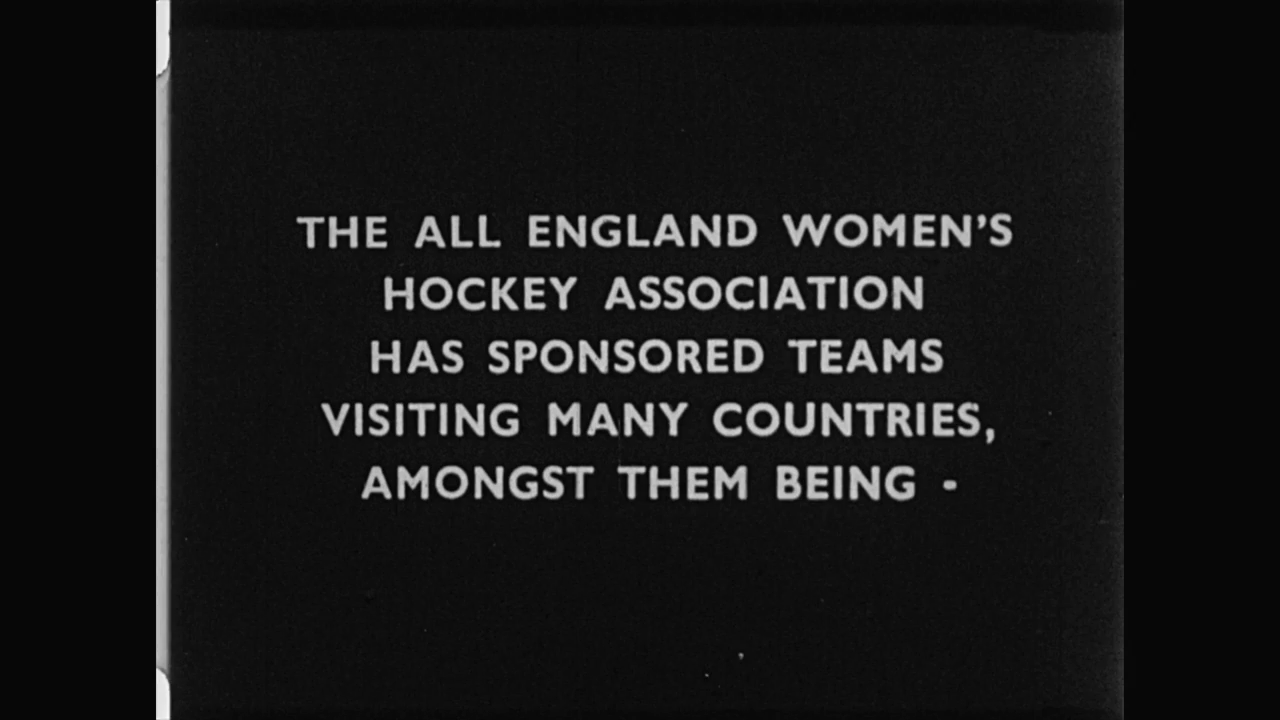 THE ALL ENGLAND WOMEN'S
HOCKEY ASSOCIATION
HAS SPONSORED TEAMS
VISITING MANY COUNTRIES,
AMONGST THEM BEING -